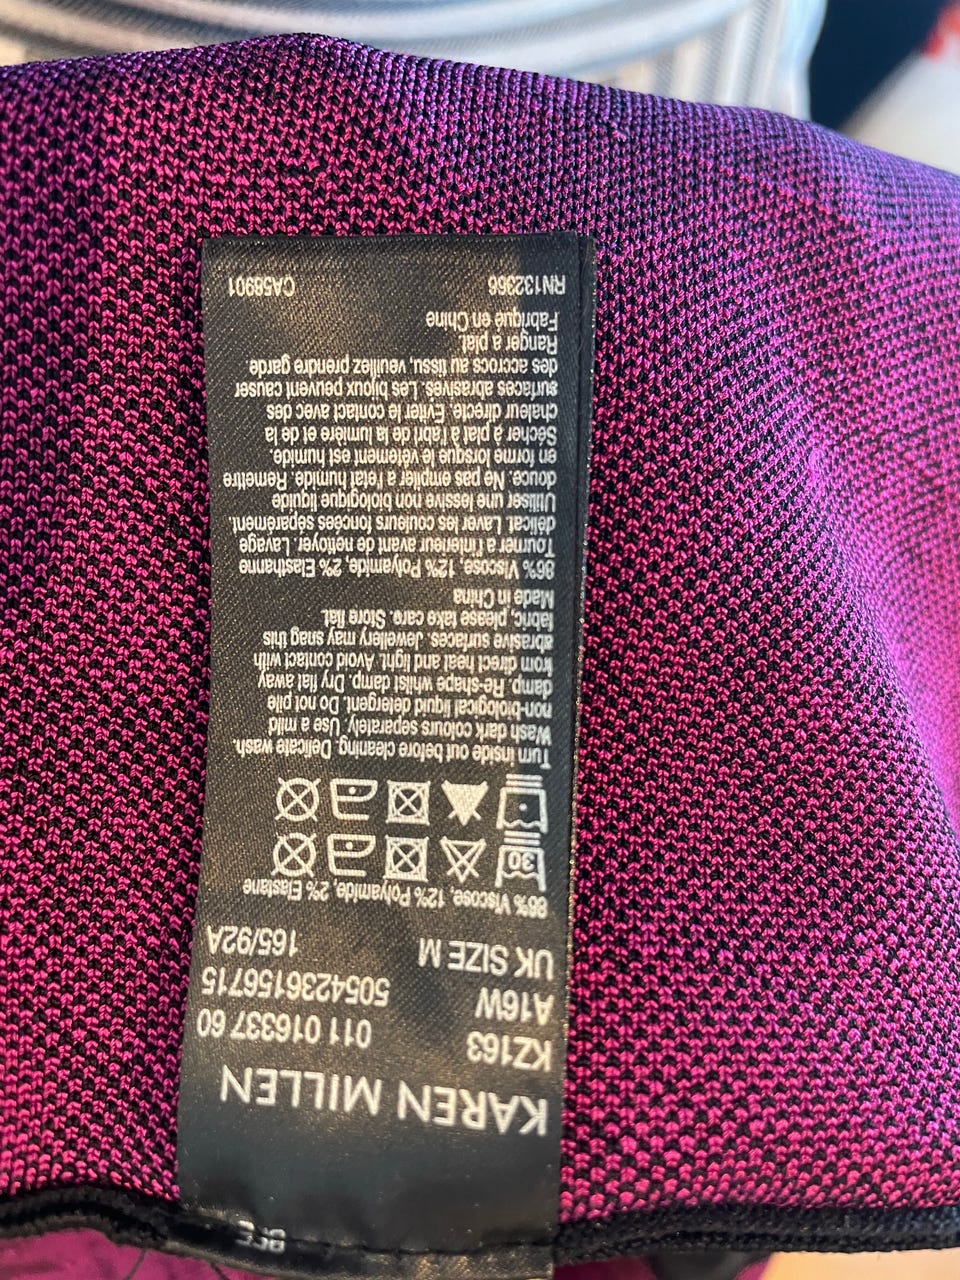 KAREN MILLEN
KZ163 011 016337 60
A16W 5054236156715
UK SIZE M 165/92A
86% Viscose, 12% Polyamide, 2% Elastane
30
Turn inside out before cleaning. Delicate wash.
Wash dark colours separately. Use a mild
non-biological liquid detergent. Do not pile
damp. Re-shape whilst damp. Dry flat away
from direct heat and light. Avoid contact with
abrasive surfaces. Jewellery may snag this
fabric, please take care. Store flat.
Made in China
86% Viscose, 12% Polyamide, 2% Elasthanne
Tourner a l'interieur avant de nettoyer. Lavage
délicat. Laver les couleurs foncées séparément.
Utiliser une lessive non biologique liquide
douce. Ne pas empiler a l'etat humide. Remettre
en forme lorsque le vêtement est humide.
Sécher a plat à l'abri de la lumière et de la
chaleur directe. Eviter le contact avec des
surfaces abrasives. Les bijoux peuvent causer
des accrocs au tissu, veuillez prendre garde.
Ranger a plat.
Fabriqué en Chine
RN132366 CA58901